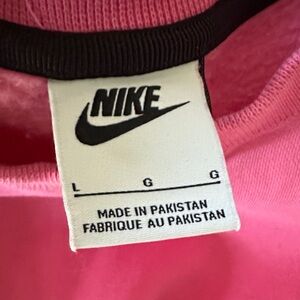 NIKE
L G G
MADE IN PAKISTAN
FABRIQUE AU PAKISTAN